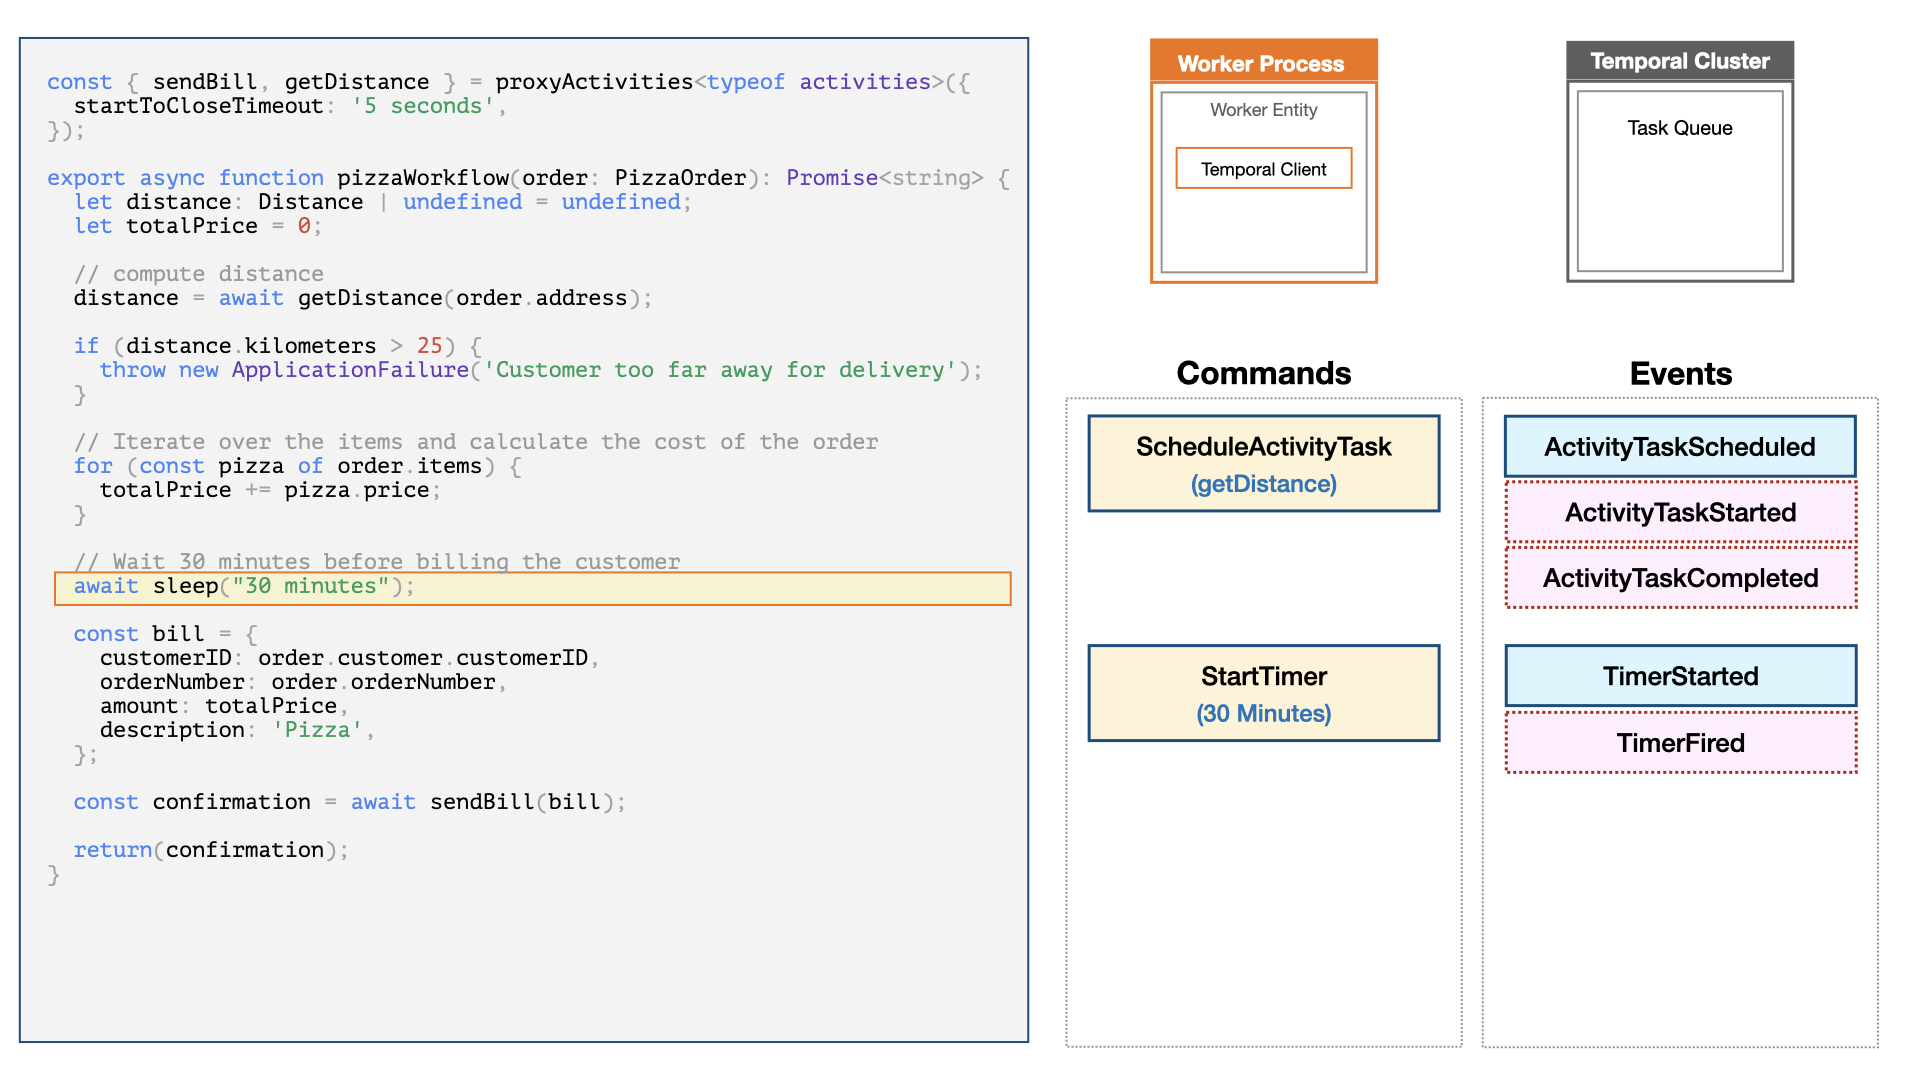 const { sendBill, getDistance } = proxyActivities<typeof activities>({
  startToCloseTimeout: '5 seconds',
});
export async function pizzaWorkflow(order: PizzaOrder): Promise<string> {
  let distance: Distance | undefined = undefined;
  let totalPrice = 0;
  // compute distance
  distance = await getDistance(order.address);
  if (distance.kilometers > 25) {
    throw new ApplicationFailure('Customer too far away for delivery');
  }
  // Iterate over the items and calculate the cost of the order
  for (const pizza of order.items) {
    totalPrice += pizza.price;
  }
  // Wait 30 minutes before billing the customer
  await sleep("30 minutes");
  const bill = {
    customerID: order.customer.customerID,
    orderNumber: order.orderNumber,
    amount: totalPrice,
    description: 'Pizza',
  };
  const confirmation = await sendBill(bill);
  return(confirmation);
}
Worker Process
Worker Entity
Temporal Client
Temporal Cluster
Task Queue
Commands
ScheduleActivityTask
(getDistance)
StartTimer
(30 Minutes)
Events
ActivityTaskScheduled
ActivityTaskStarted
ActivityTaskCompleted
TimerStarted
TimerFired